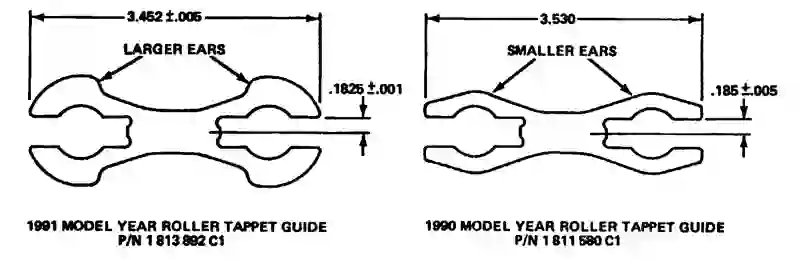 3.452 ±.005
LARGER EARS
.1825 ±.001
1991 MODEL YEAR ROLLER TAPPET GUIDE
P/N 1 813 892 C1
3.530
SMALLER EARS
.185 ±.005
1990 MODEL YEAR ROLLER TAPPET GUIDE
P/N 1 811 580 C1